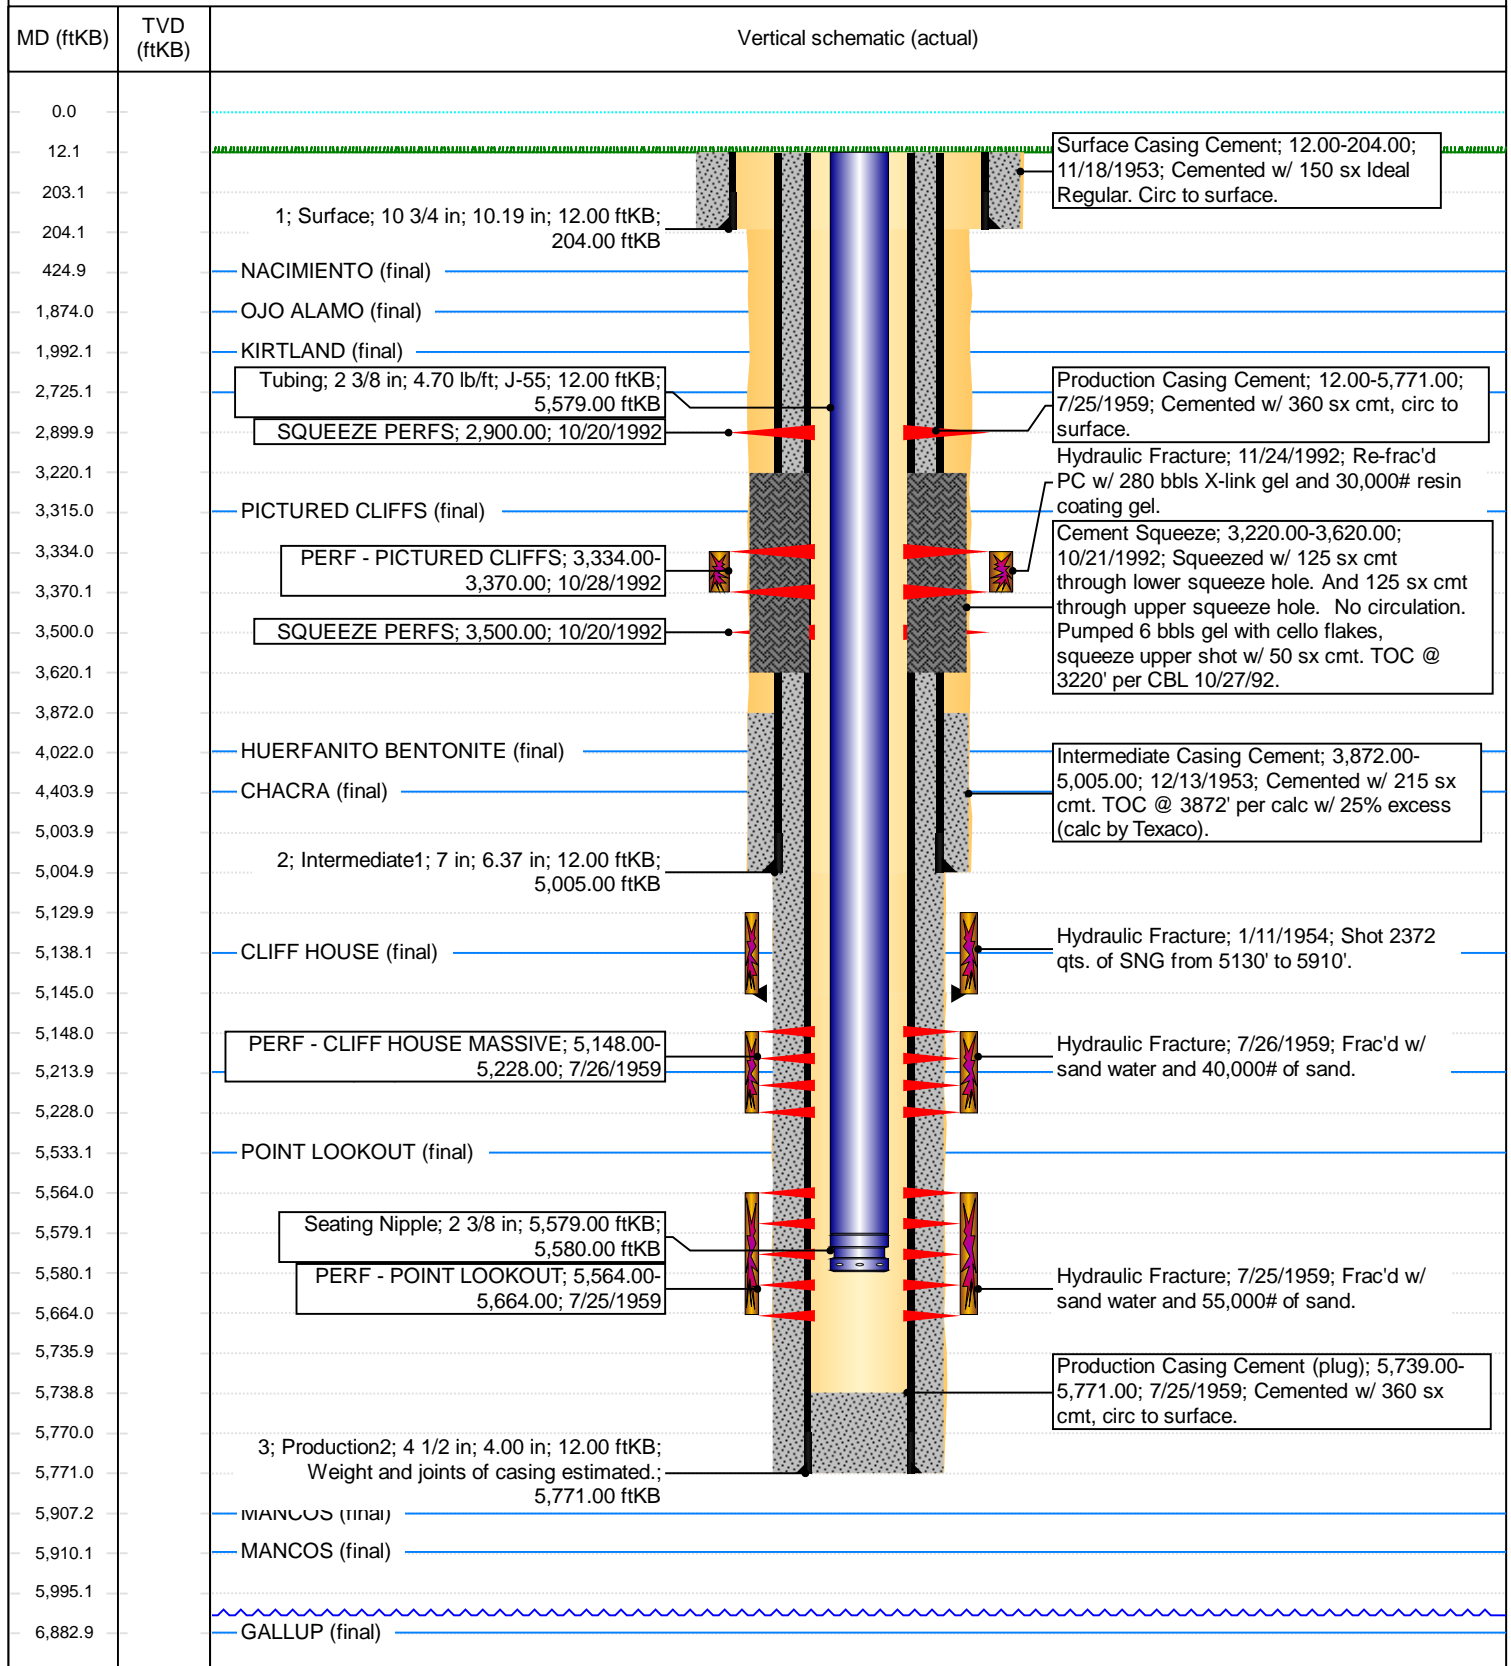 MD (ftKB)
TVD
(ftKB)
Vertical schematic (actual)
0.0
12.1
Surface Casing Cement; 12.00-204.00;
11/18/1953; Cemented w/ 150 sx Ideal
Regular. Circ to surface.
203.1
1; Surface; 10 3/4 in; 10.19 in; 12.00 ftKB;
204.00 ftKB
204.1
424.9
NACIMIENTO (final)
1,874.0
OJO ALAMO (final)
1,992.1
KIRTLAND (final)
Tubing; 2 3/8 in; 4.70 lb/ft; J-55; 12.00 ftKB;
5,579.00 ftKB
2,725.1
Production Casing Cement; 12.00-5,771.00;
7/25/1959; Cemented w/ 360 sx cmt, circ to
surface.
2,899.9
SQUEEZE PERFS; 2,900.00; 10/20/1992
Hydraulic Fracture; 11/24/1992; Re-frac'd
PC w/ 280 bbls X-link gel and 30,000# resin
coating gel.
3,220.1
3,315.0
PICTURED CLIFFS (final)
Cement Squeeze; 3,220.00-3,620.00;
10/21/1992; Squeezed w/ 125 sx cmt
through lower squeeze hole. And 125 sx cmt
through upper squeeze hole. No circulation.
Pumped 6 bbls gel with cello flakes,
squeeze upper shot w/ 50 sx cmt. TOC @
3220' per CBL 10/27/92.
3,334.0
PERF - PICTURED CLIFFS; 3,334.00-
3,370.00; 10/28/1992
3,370.1
3,500.0
SQUEEZE PERFS; 3,500.00; 10/20/1992
3,620.1
3,872.0
4,022.0
HUERFANITO BENTONITE (final)
Intermediate Casing Cement; 3,872.00-
5,005.00; 12/13/1953; Cemented w/ 215 sx
cmt. TOC @ 3872' per calc w/ 25% excess
(calc by Texaco).
4,403.9
CHACRA (final)
5,003.9
2; Intermediate1; 7 in; 6.37 in; 12.00 ftKB;
5,005.00 ftKB
5,004.9
5,129.9
Hydraulic Fracture; 1/11/1954; Shot 2372
qts. of SNG from 5130' to 5910'.
5,138.1
CLIFF HOUSE (final)
5,145.0
5,148.0
PERF - CLIFF HOUSE MASSIVE; 5,148.00-
5,228.00; 7/26/1959
Hydraulic Fracture; 7/26/1959; Frac'd w/
sand water and 40,000# of sand.
5,213.9
5,228.0
5,533.1
POINT LOOKOUT (final)
5,564.0
Seating Nipple; 2 3/8 in; 5,579.00 ftKB;
5,580.00 ftKB
5,579.1
5,580.1
PERF - POINT LOOKOUT; 5,564.00-
5,664.00; 7/25/1959
Hydraulic Fracture; 7/25/1959; Frac'd w/
sand water and 55,000# of sand.
5,664.0
5,735.9
Production Casing Cement (plug); 5,739.00-
5,771.00; 7/25/1959; Cemented w/ 360 sx
cmt, circ to surface.
5,738.8
5,770.0
3; Production2; 4 1/2 in; 4.00 in; 12.00 ftKB;
Weight and joints of casing estimated.;
5,771.00 ftKB
5,771.0
5,907.2
MANCOS (final)
5,910.1
MANCOS (final)
5,995.1
6,882.9
GALLUP (final)